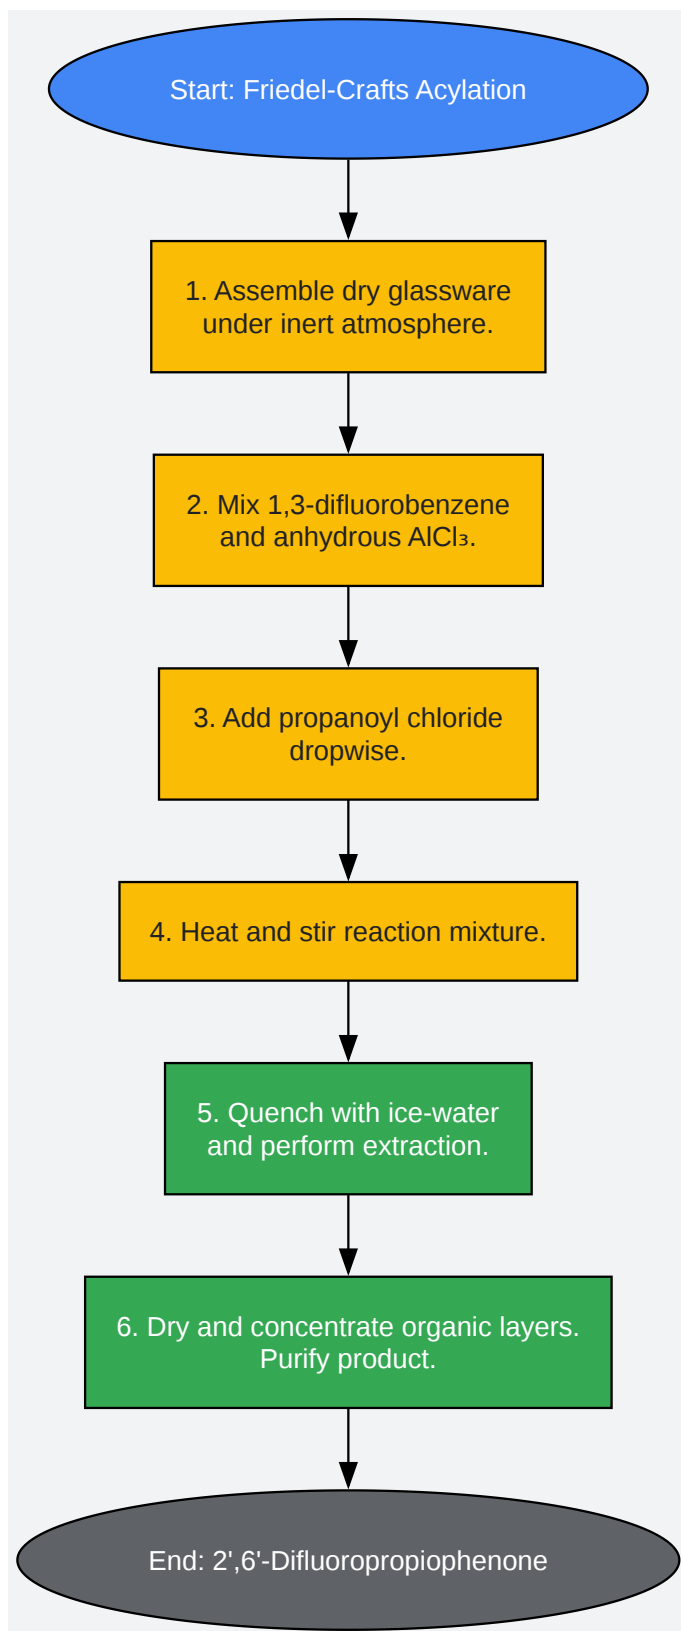 Start: Friedel-Crafts Acylation
1. Assemble dry glassware
under inert atmosphere.
2. Mix 1,3-difluorobenzene
and anhydrous AlCl₃.
3. Add propanoyl chloride
dropwise.
4. Heat and stir reaction mixture.
5. Quench with ice-water
and perform extraction.
6. Dry and concentrate organic layers.
Purify product.
End: 2',6'-Difluoropropiophenone